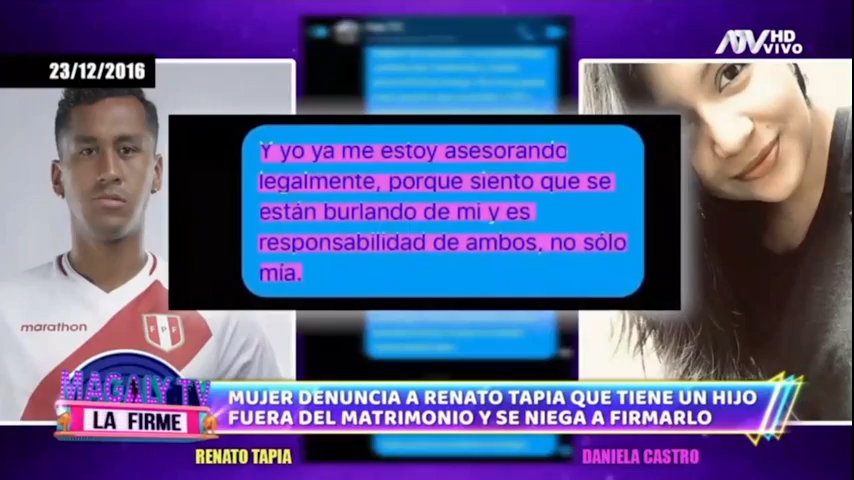 ATV HD
VIVO
23/12/2016
Y yo ya me estoy asesorando
legalmente, porque siento que se
están burlando de mi y es
responsabilidad de ambos, no sólo
mía.
marathon
FPF
MAGALY TV
LA FIRME
MUJER DENUNCIA A RENATO TAPIA QUE TIENE UN HIJO
FUERA DEL MATRIMONIO Y SE NIEGA A FIRMARLO
RENATO TAPIA
DANIELA CASTRO